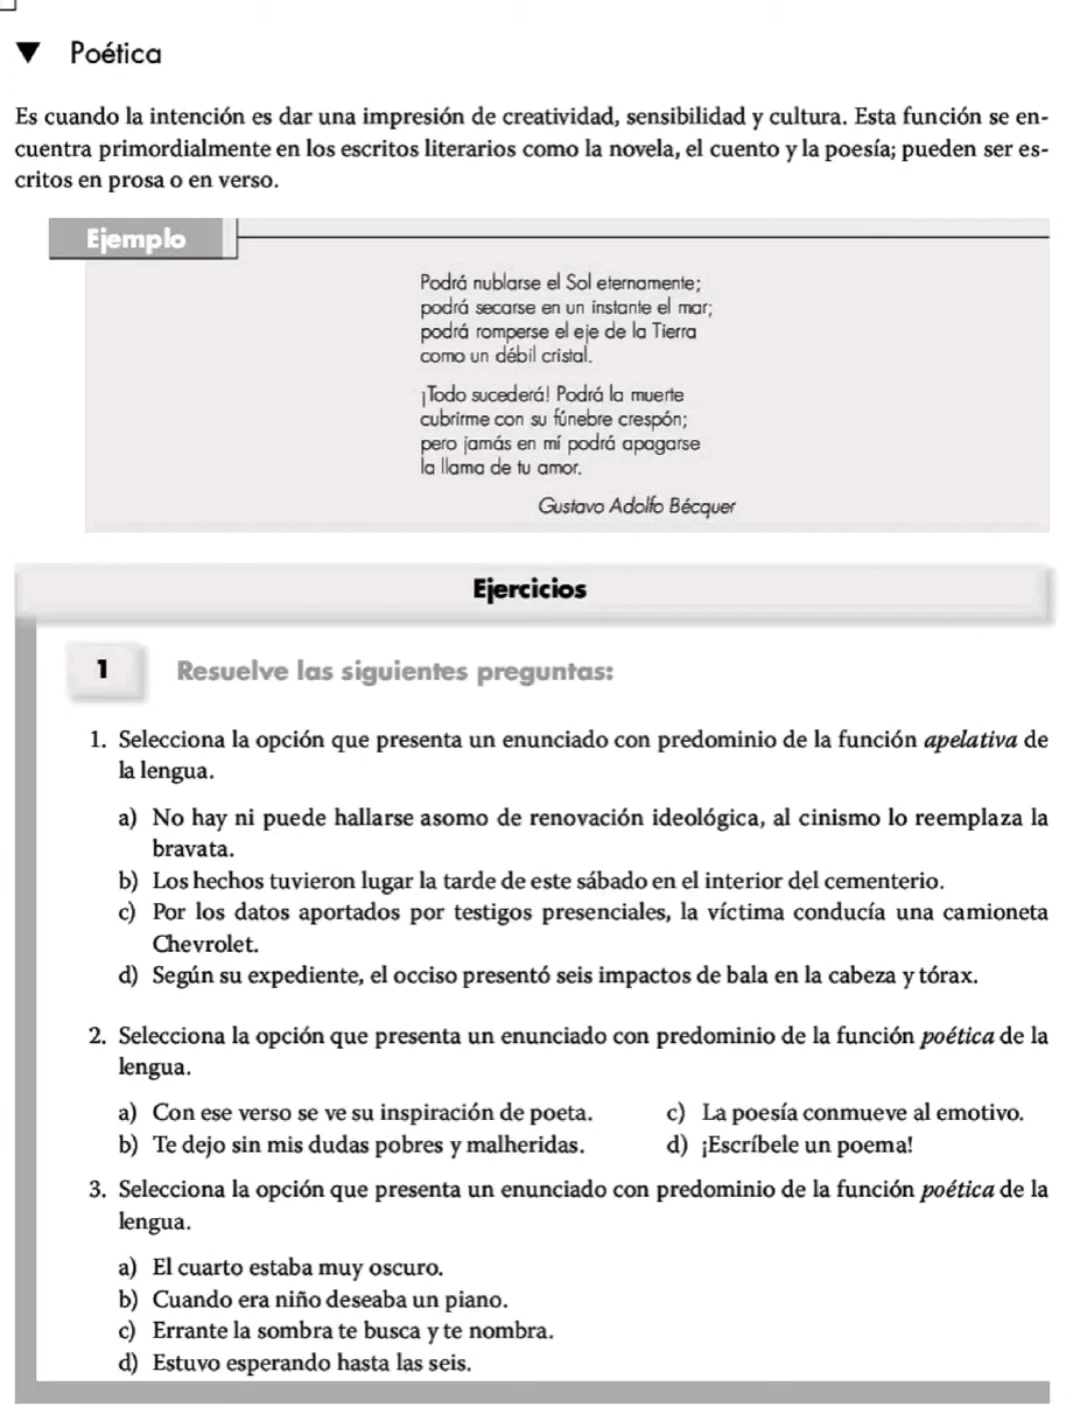 Poética
Es cuando la intención es dar una impresión de creatividad, sensibilidad y cultura. Esta función se en-
cuentra primordialmente en los escritos literarios como la novela, el cuento y la poesía; pueden ser es-
critos en prosa o en verso.
Ejemplo
Podrá nublarse el Sol eternamente;
podrá secarse en un instante el mar;
podrá romperse el eje de la Tierra
como un débil cristal.
¡Todo sucederá! Podrá la muerte
cubrirme con su fúnebre crespón;
pero jamás en mí podrá apagarse
la llama de tu amor.
Gustavo Adolfo Bécquer
Ejercicios
1 Resuelve las siguientes preguntas:
1. Selecciona la opción que presenta un enunciado con predominio de la función apelativa de
la lengua.
a) No hay ni puede hallarse asomo de renovación ideológica, al cinismo lo reemplaza la
bravata.
b) Los hechos tuvieron lugar la tarde de este sábado en el interior del cementerio.
c) Por los datos aportados por testigos presenciales, la víctima conducía una camioneta
Chevrolet.
d) Según su expediente, el occiso presentó seis impactos de bala en la cabeza y tórax.
2. Selecciona la opción que presenta un enunciado con predominio de la función poética de la
lengua.
a) Con ese verso se ve su inspiración de poeta.
b) Te dejo sin mis dudas pobres y malheridas.
c) La poesía conmueve al emotivo.
d) ¡Escríbele un poema!
3. Selecciona la opción que presenta un enunciado con predominio de la función poética de la
lengua.
a) El cuarto estaba muy oscuro.
b) Cuando era niño deseaba un piano.
c) Errante la sombra te busca y te nombra.
d) Estuvo esperando hasta las seis.